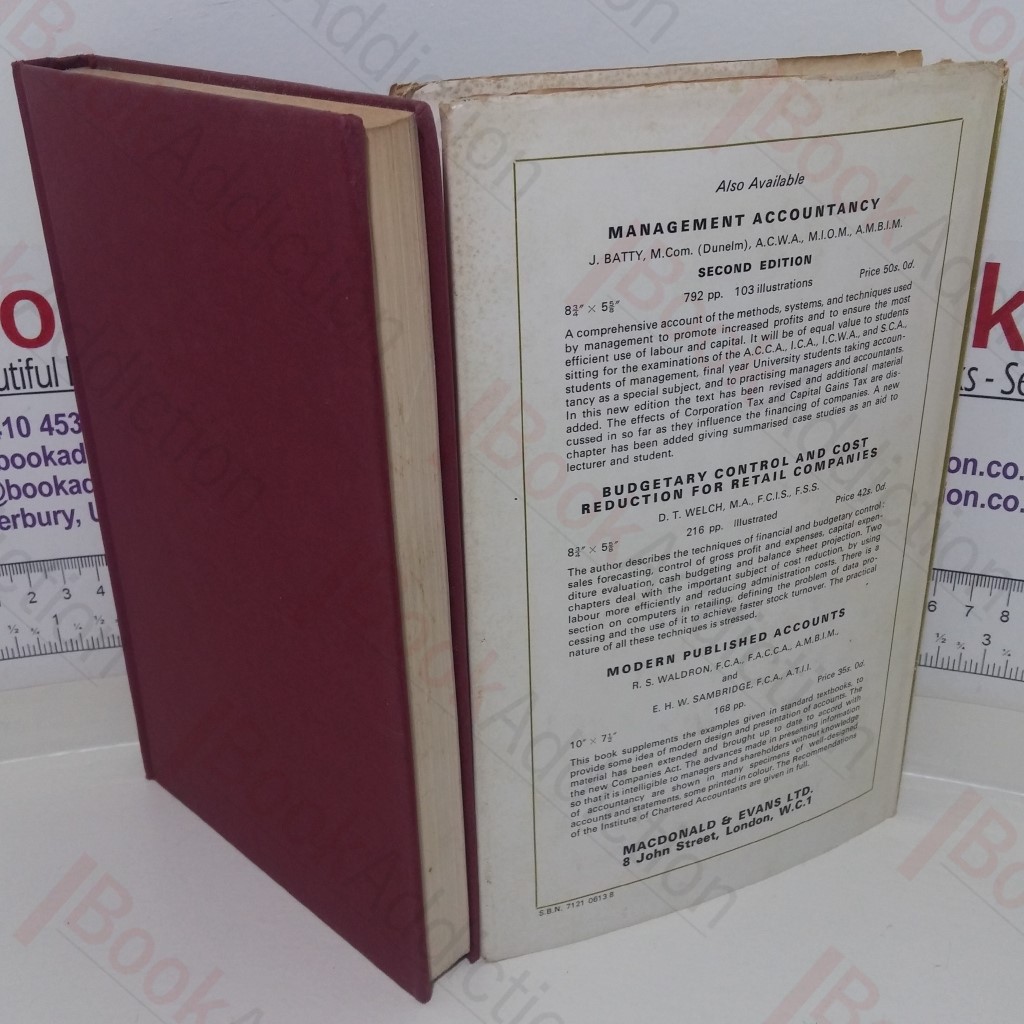 Also Available
MANAGEMENT ACCOUNTANCY
J. BATTY, M.Com. (Dunelm), A.C.W.A., M.I.O.M., A.M.B.I.M.
SECOND EDITION
8¾″ × 5⅝″ 792 pp. 103 illustrations Price 50s. 0d.
A comprehensive account of the methods, systems, and techniques used
by management to promote increased profits and to ensure the most
efficient use of labour and capital. It will be of equal value to students
sitting for the examinations of the A.C.C.A., I.C.A., I.C.W.A., and S.C.A.,
students of management, final year University students taking accoun-
tancy as a special subject, and to practising managers and accountants.
In this new edition the text has been revised and additional material
added. The effects of Corporation Tax and Capital Gains Tax are dis-
cussed in so far as they influence the financing of companies. A new
chapter has been added giving summarised case studies as an aid to
lecturer and student.
BUDGETARY CONTROL AND COST
REDUCTION FOR RETAIL COMPANIES
D. T. WELCH, M.A., F.C.I.S., F.S.S.
8¾″ × 5⅝″ 216 pp. Illustrated Price 42s. 0d.
The author describes the techniques of financial and budgetary control:
sales forecasting, control of gross profit and expenses, capital expen-
diture evaluation, cash budgeting and balance sheet projection. Two
chapters deal with the important subject of cost reduction, by using
labour more efficiently and reducing administration costs. There is a
section on computers in retailing, defining the problem of data pro-
cessing and the use of it to achieve faster stock turnover. The practical
nature of all these techniques is stressed.
MODERN PUBLISHED ACCOUNTS
R. S. WALDRON, F.C.A., F.A.C.C.A., A.M.B.I.M.,
and
E. H. W. SAMBRIDGE, F.C.A., A.T.I.I.
10″ × 7½″ 168 pp. Price 35s. 0d.
This book supplements the examples given in standard textbooks, to
provide some idea of modern design and presentation of accounts. The
material has been extended and brought up to date to accord with
the new Companies Act. The advances made in presenting information
so that it is intelligible to managers and shareholders without knowledge
of accountancy are shown in many specimens of well-designed
accounts and statements, some printed in colour. The Recommendations
of the Institute of Chartered Accountants are given in full.
MACDONALD & EVANS LTD.
8 John Street, London, W.C.1
S.B.N. 7121 0613 8